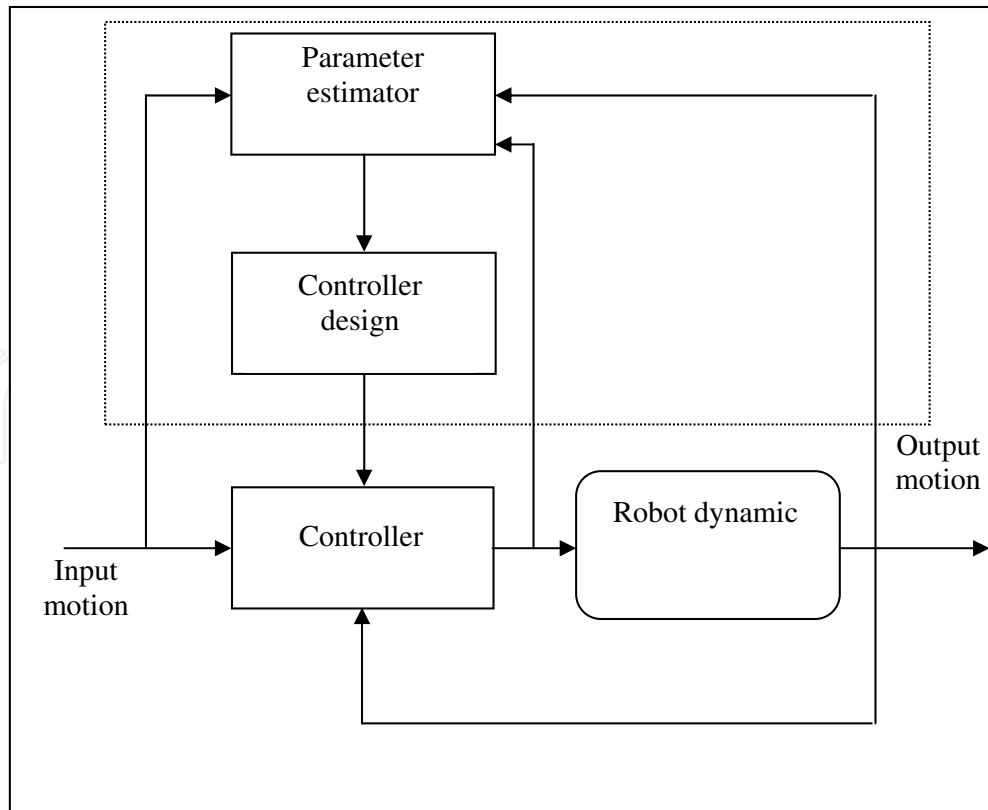 Parameter
estimator
Controller
design
Output
motion
Controller
Robot dynamic
Input
motion